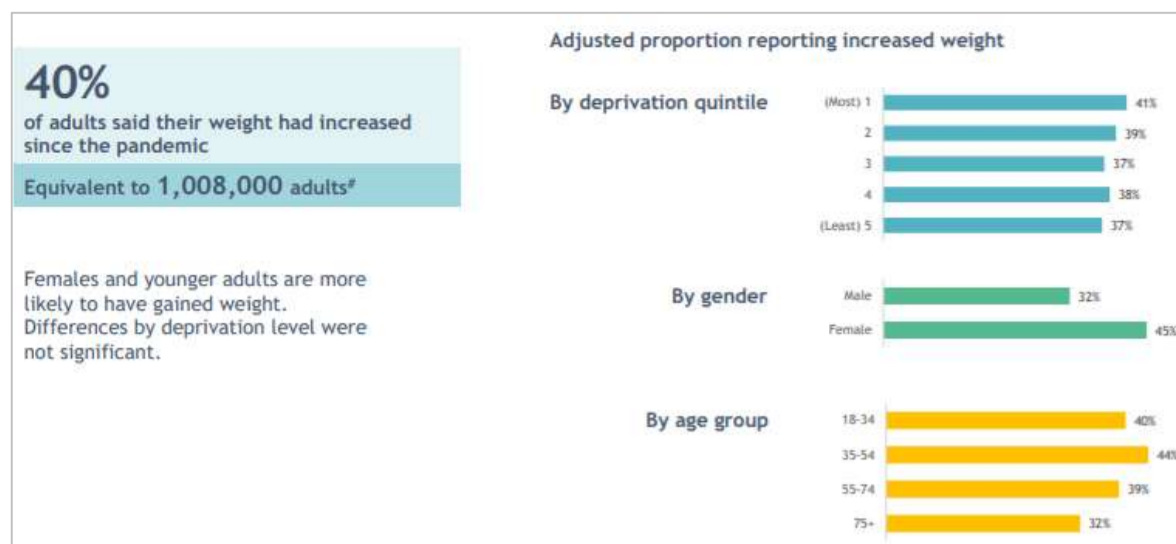 40%
of adults said their weight had increased
since the pandemic
Equivalent to 1,008,000 adults#
Females and younger adults are more
likely to have gained weight.
Differences by deprivation level were
not significant.
Adjusted proportion reporting increased weight
By deprivation quintile
(Most) 1 41%
2 39%
3 37%
4 38%
(Least) 5 37%
By gender
Male 32%
Female 45%
By age group
18-34 40%
35-54 44%
55-74 39%
75+ 32%